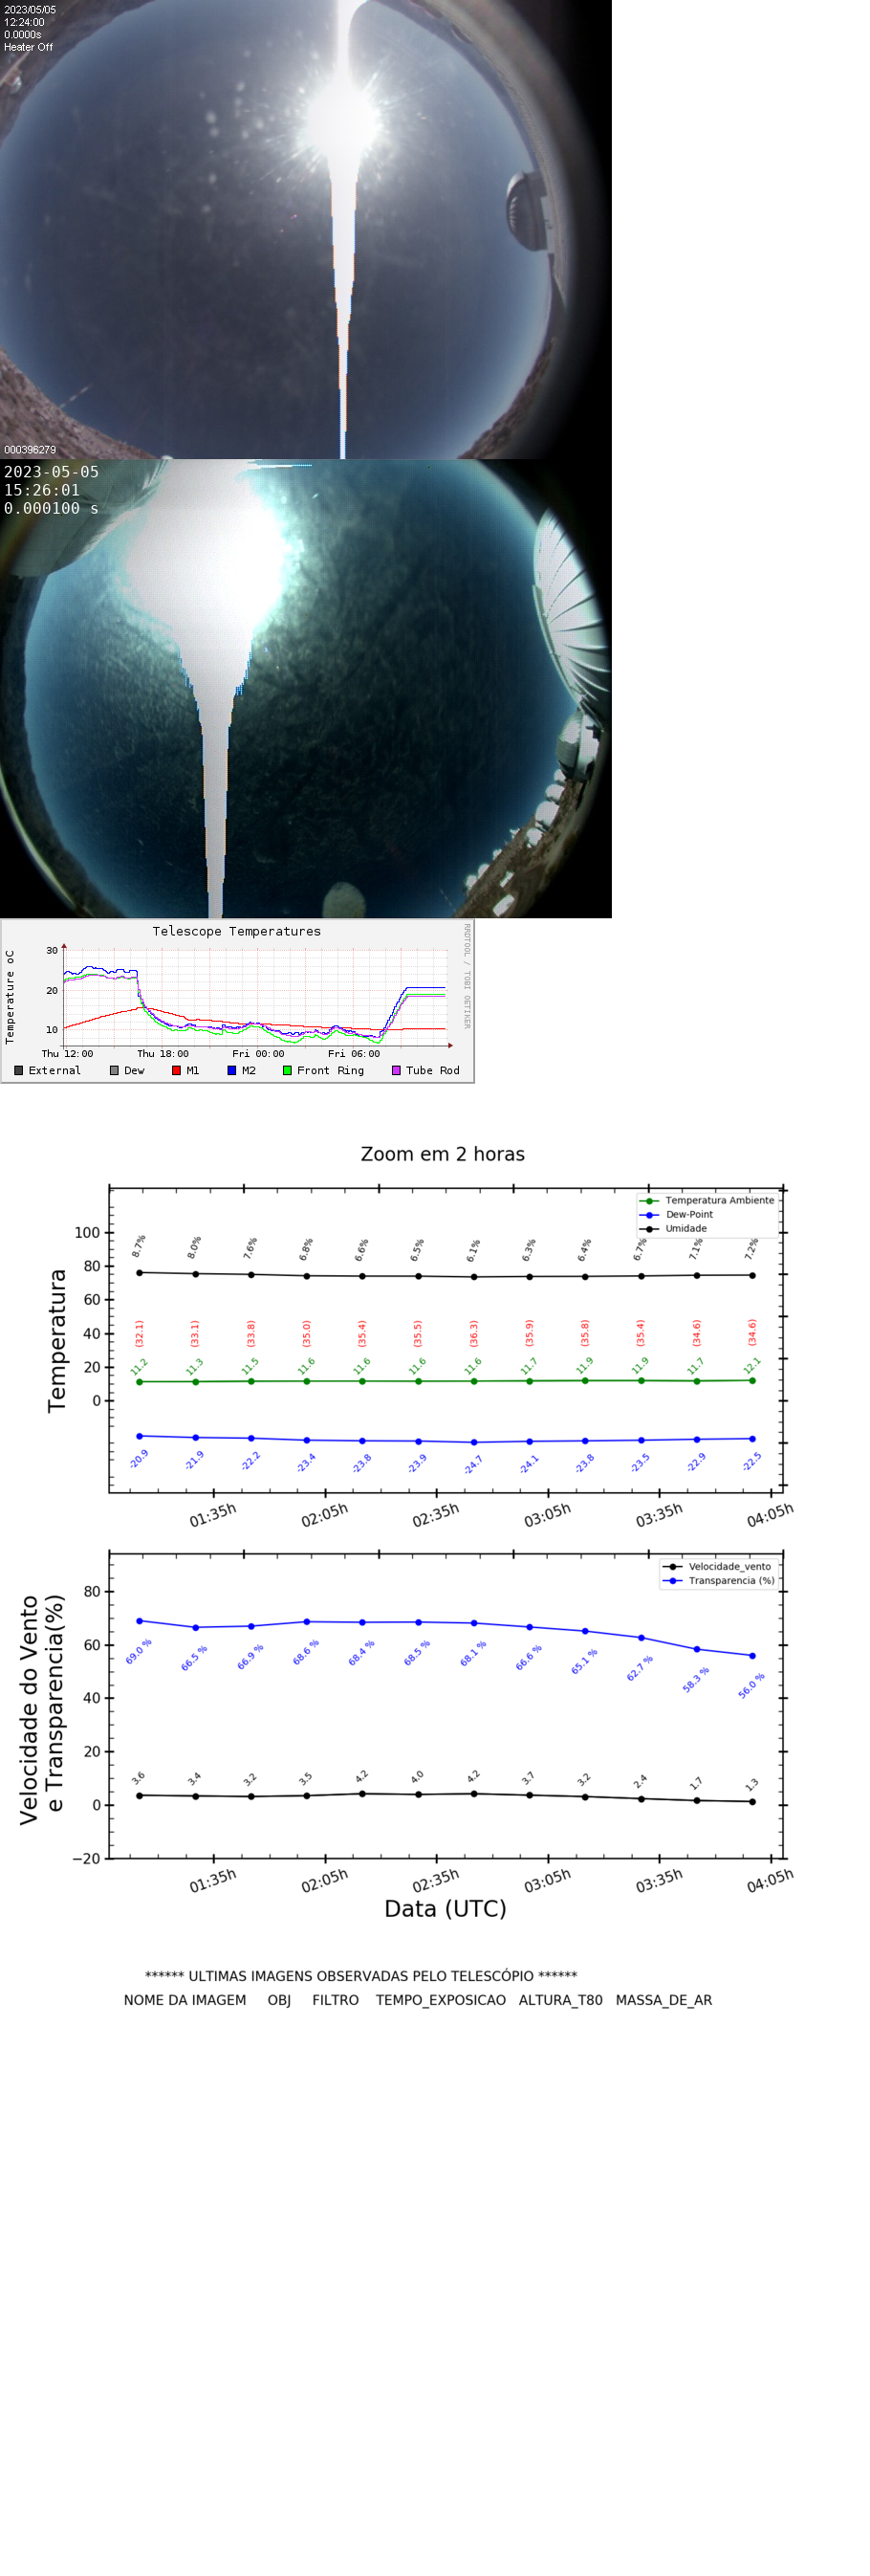 2023/05/05
12:24:00
0.0000s
Heater Off
000396279
2023-05-05
15:26:01
0.000100 s
Telescope Temperatures
RRDTOOL / TOBI OETIKER
Temperature oC
30
20
10
Thu 12:00 Thu 18:00 Fri 00:00 Fri 06:00
External Dew M1 M2 Front Ring Tube Rod
Zoom em 2 horas
Temperatura Ambiente
Dew-Point
Umidade
Temperatura
100
80
60
40
20
0
8.7% 8.0% 7.6% 6.8% 6.6% 6.5% 6.1% 6.3% 6.4% 6.7% 7.1% 7.2%
(32.1) (33.1) (33.8) (35.0) (35.4) (35.5) (36.3) (35.9) (35.8) (35.4) (34.6) (34.6)
11.2 11.3 11.5 11.6 11.6 11.6 11.6 11.7 11.9 11.9 11.7 12.1
-20.9 -21.9 -22.2 -23.4 -23.8 -23.9 -24.7 -24.1 -23.8 -23.5 -22.9 -22.5
01:35h 02:05h 02:35h 03:05h 03:35h 04:05h
Velocidade_vento
Transparencia (%)
Velocidade do Vento
e Transparencia(%)
80
60
40
20
0
−20
69.0 % 66.5 % 66.9 % 68.6 % 68.4 % 68.5 % 68.1 % 66.6 % 65.1 % 62.7 % 58.3 % 56.0 %
3.6 3.4 3.2 3.5 4.2 4.0 4.2 3.7 3.2 2.4 1.7 1.3
01:35h 02:05h 02:35h 03:05h 03:35h 04:05h
Data (UTC)
****** ULTIMAS IMAGENS OBSERVADAS PELO TELESCÓPIO ******
NOME DA IMAGEM OBJ FILTRO TEMPO_EXPOSICAO ALTURA_T80 MASSA_DE_AR